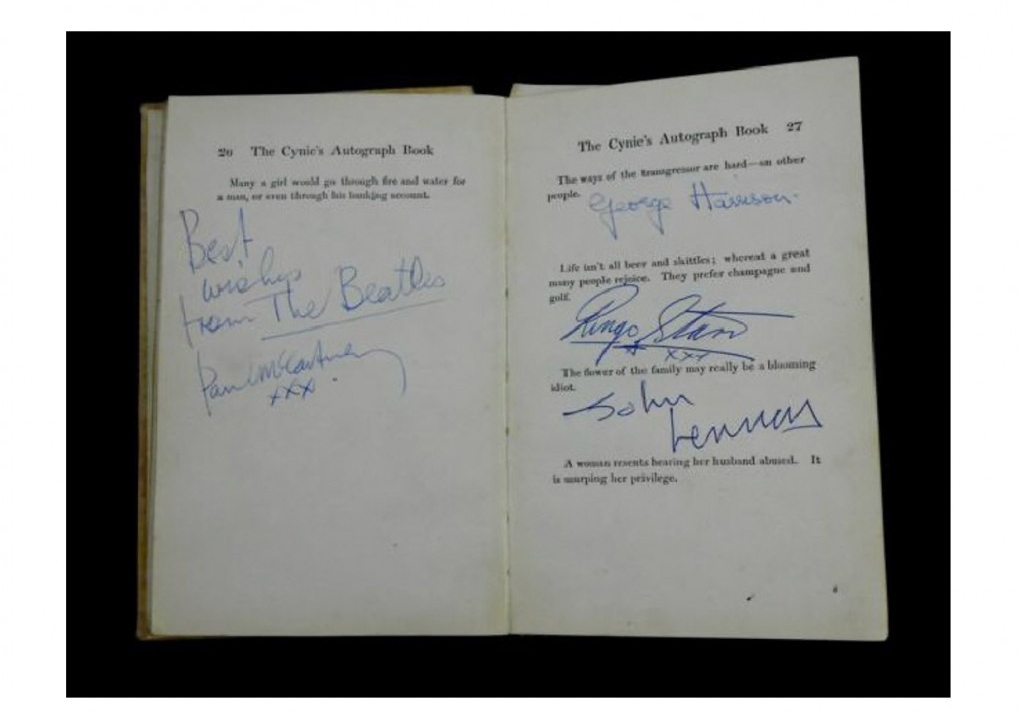 20 The Cynic's Autograph Book
Many a girl would go through fire and water for
a man, or even through his banking account.
Best
wishes
from The Beatles
Paul McCartney
xxx.
The Cynic's Autograph Book 27
The ways of the transgressor are hard—on other
people.
George Harrison.
Life isn't all beer and skittles; whereat a great
many people rejoice. They prefer champagne and
golf.
Ringo Starr
xxx
The flower of the family may really be a blooming
idiot.
John
Lennon
A woman resents hearing her husband abused. It
is usurping her privilege.